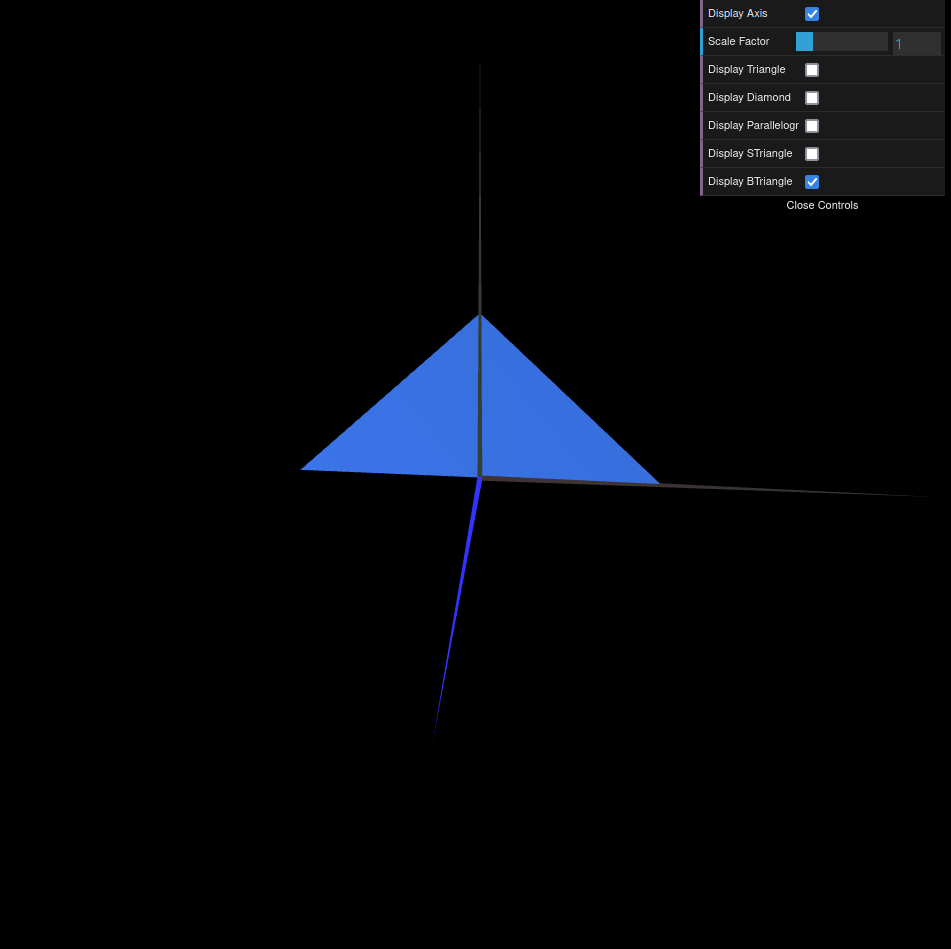 Display Axis
Scale Factor 1
Display Triangle
Display Diamond
Display Parallelogr
Display STriangle
Display BTriangle
Close Controls